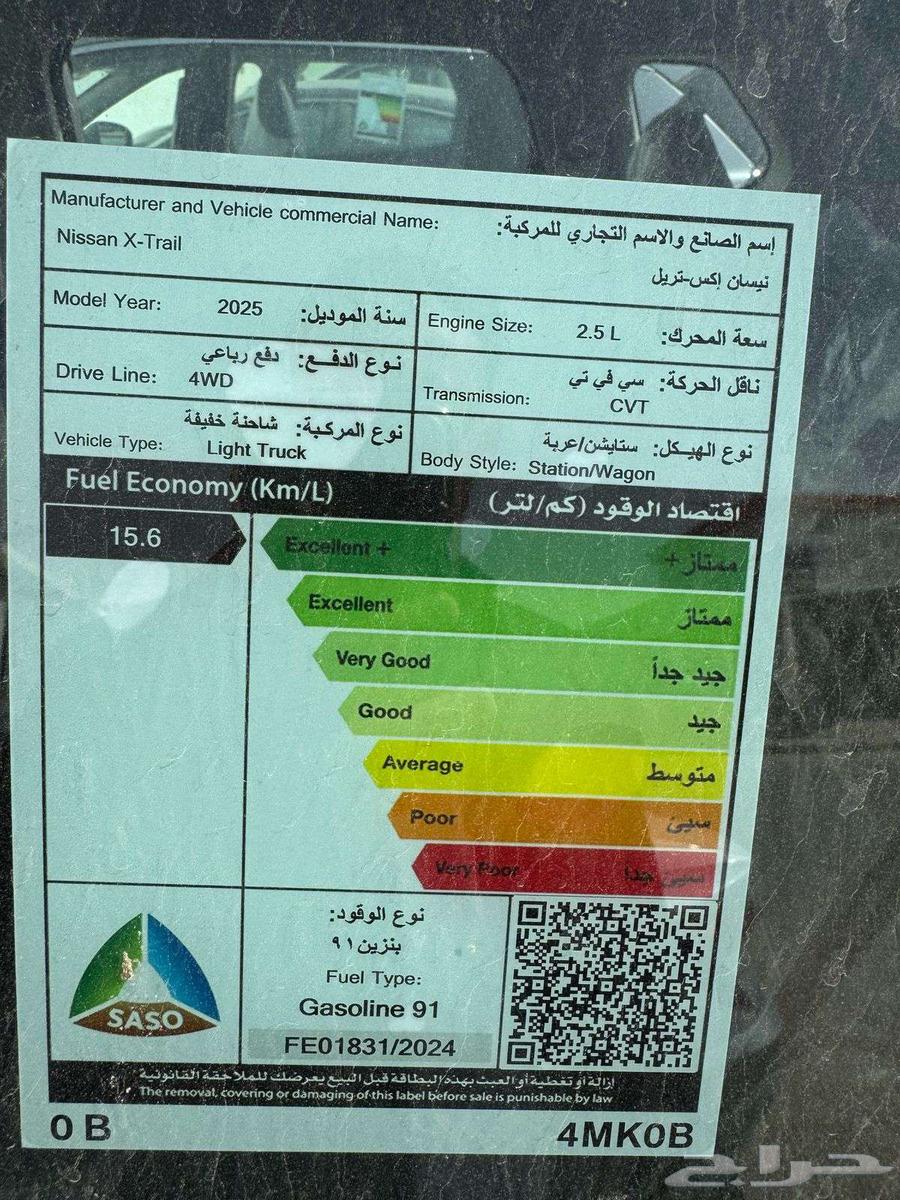 Manufacturer and Vehicle commercial Name:
إسم الصانع والاسم التجاري للمركبة:
Nissan X-Trail
نيسان إكس-تريل
Model Year: 2025 سنة الموديل:
Engine Size: 2.5 L سعة المحرك:
نوع الدفـع: دفع رباعي
Drive Line: 4WD
ناقل الحركة: سي في تي
Transmission: CVT
نوع المركبة: شاحنة خفيفة
Vehicle Type: Light Truck
نوع الهيكل: ستايشن/عربة
Body Style: Station/Wagon
Fuel Economy (Km/L)
اقتصاد الوقود (كم/لتر)
15.6
Excellent + ممتاز +
Excellent ممتاز
Very Good جيد جداً
Good جيد
Average متوسط
Poor سيئ
Very Poor سيئ جداً
SASO
نوع الوقود:
بنزين ٩١
Fuel Type:
Gasoline 91
FE01831/2024
إزالة أو تغطية أو العبث بهذه البطاقة قبل البيع يعرضك للملاحقة القانونية
The removal, covering or damaging of this label before sale is punishable by law
0 B
4MK0B
حراج